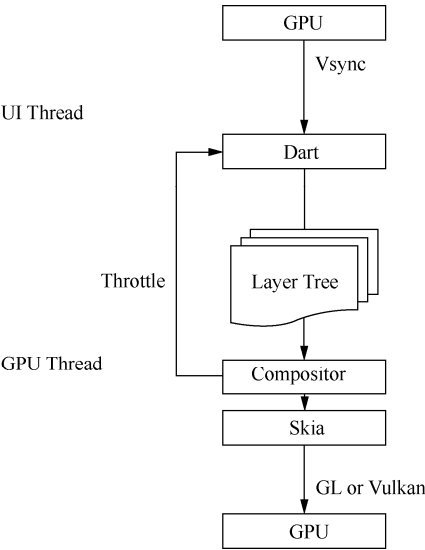 GPU
Vsync
UI Thread
Dart
Layer Tree
Throttle
GPU Thread
Compositor
Skia
GL or Vulkan
GPU